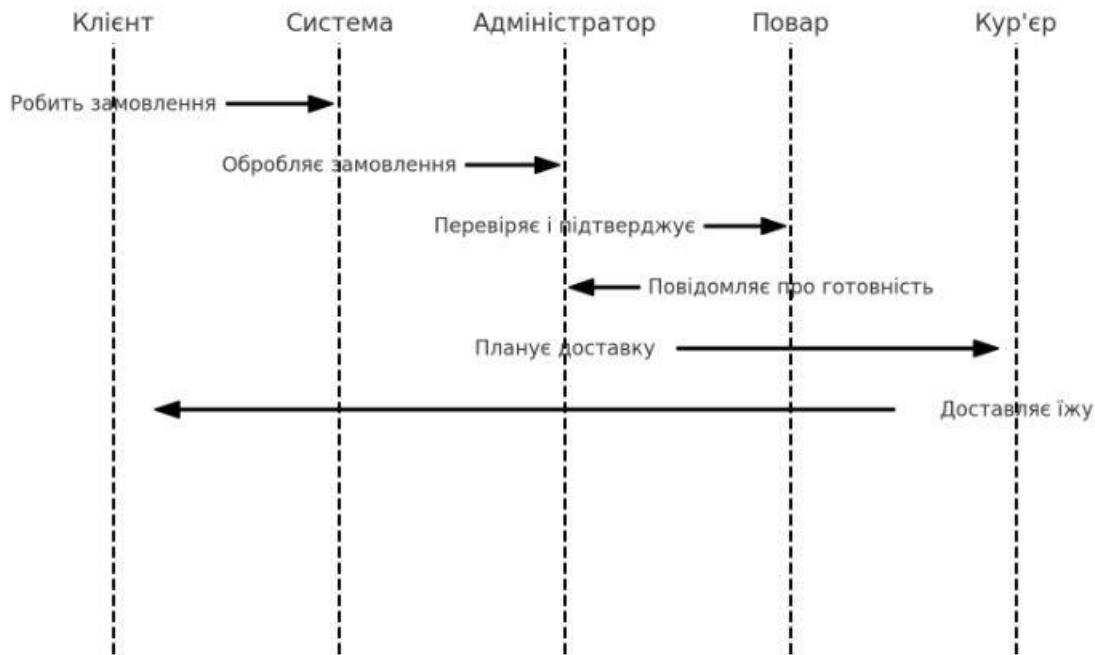 Клієнт Система Адміністратор Повар Кур'єр
Робить замовлення
Обробляє замовлення
Перевіряє і підтверджує
Повідомляє про готовність
Планує доставку
Доставляє їжу